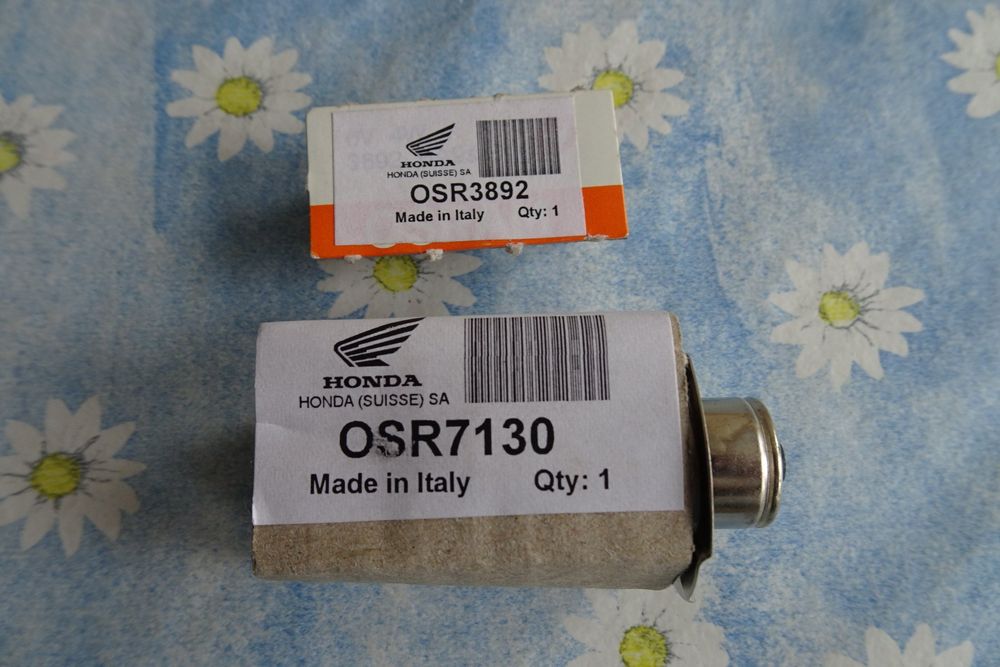 HONDA
HONDA (SUISSE) SA
OSR3892
Made in Italy Qty: 1
HONDA
HONDA (SUISSE) SA
OSR7130
Made in Italy Qty: 1